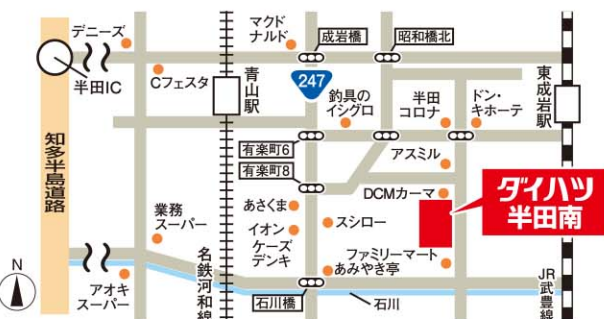 デニーズ
マクド
ナルド
成岩橋
昭和橋北
半田IC
Cフェスタ
青山駅
247
釣具の
イシグロ
半田
コロナ
ドン・
キホーテ
東成岩駅
知多半島道路
有楽町6
有楽町8
アスミル
DCMカーマ
ダイハツ
半田南
業務
スーパー
あさくま
イオン
ケーズ
デンキ
スシロー
ファミリーマート
あみやき亭
N
アオキ
スーパー
名鉄河和線
石川橋
石川
JR武豊線